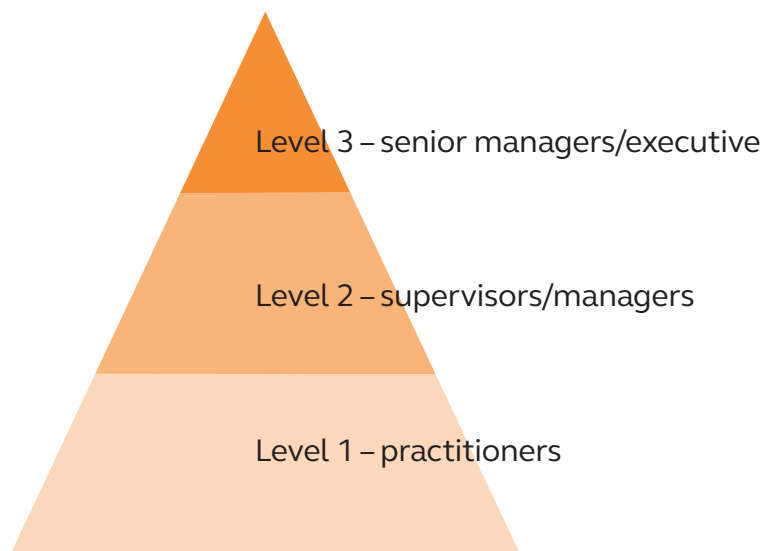 Level 3 – senior managers/executive
Level 2 – supervisors/managers
Level 1 – practitioners